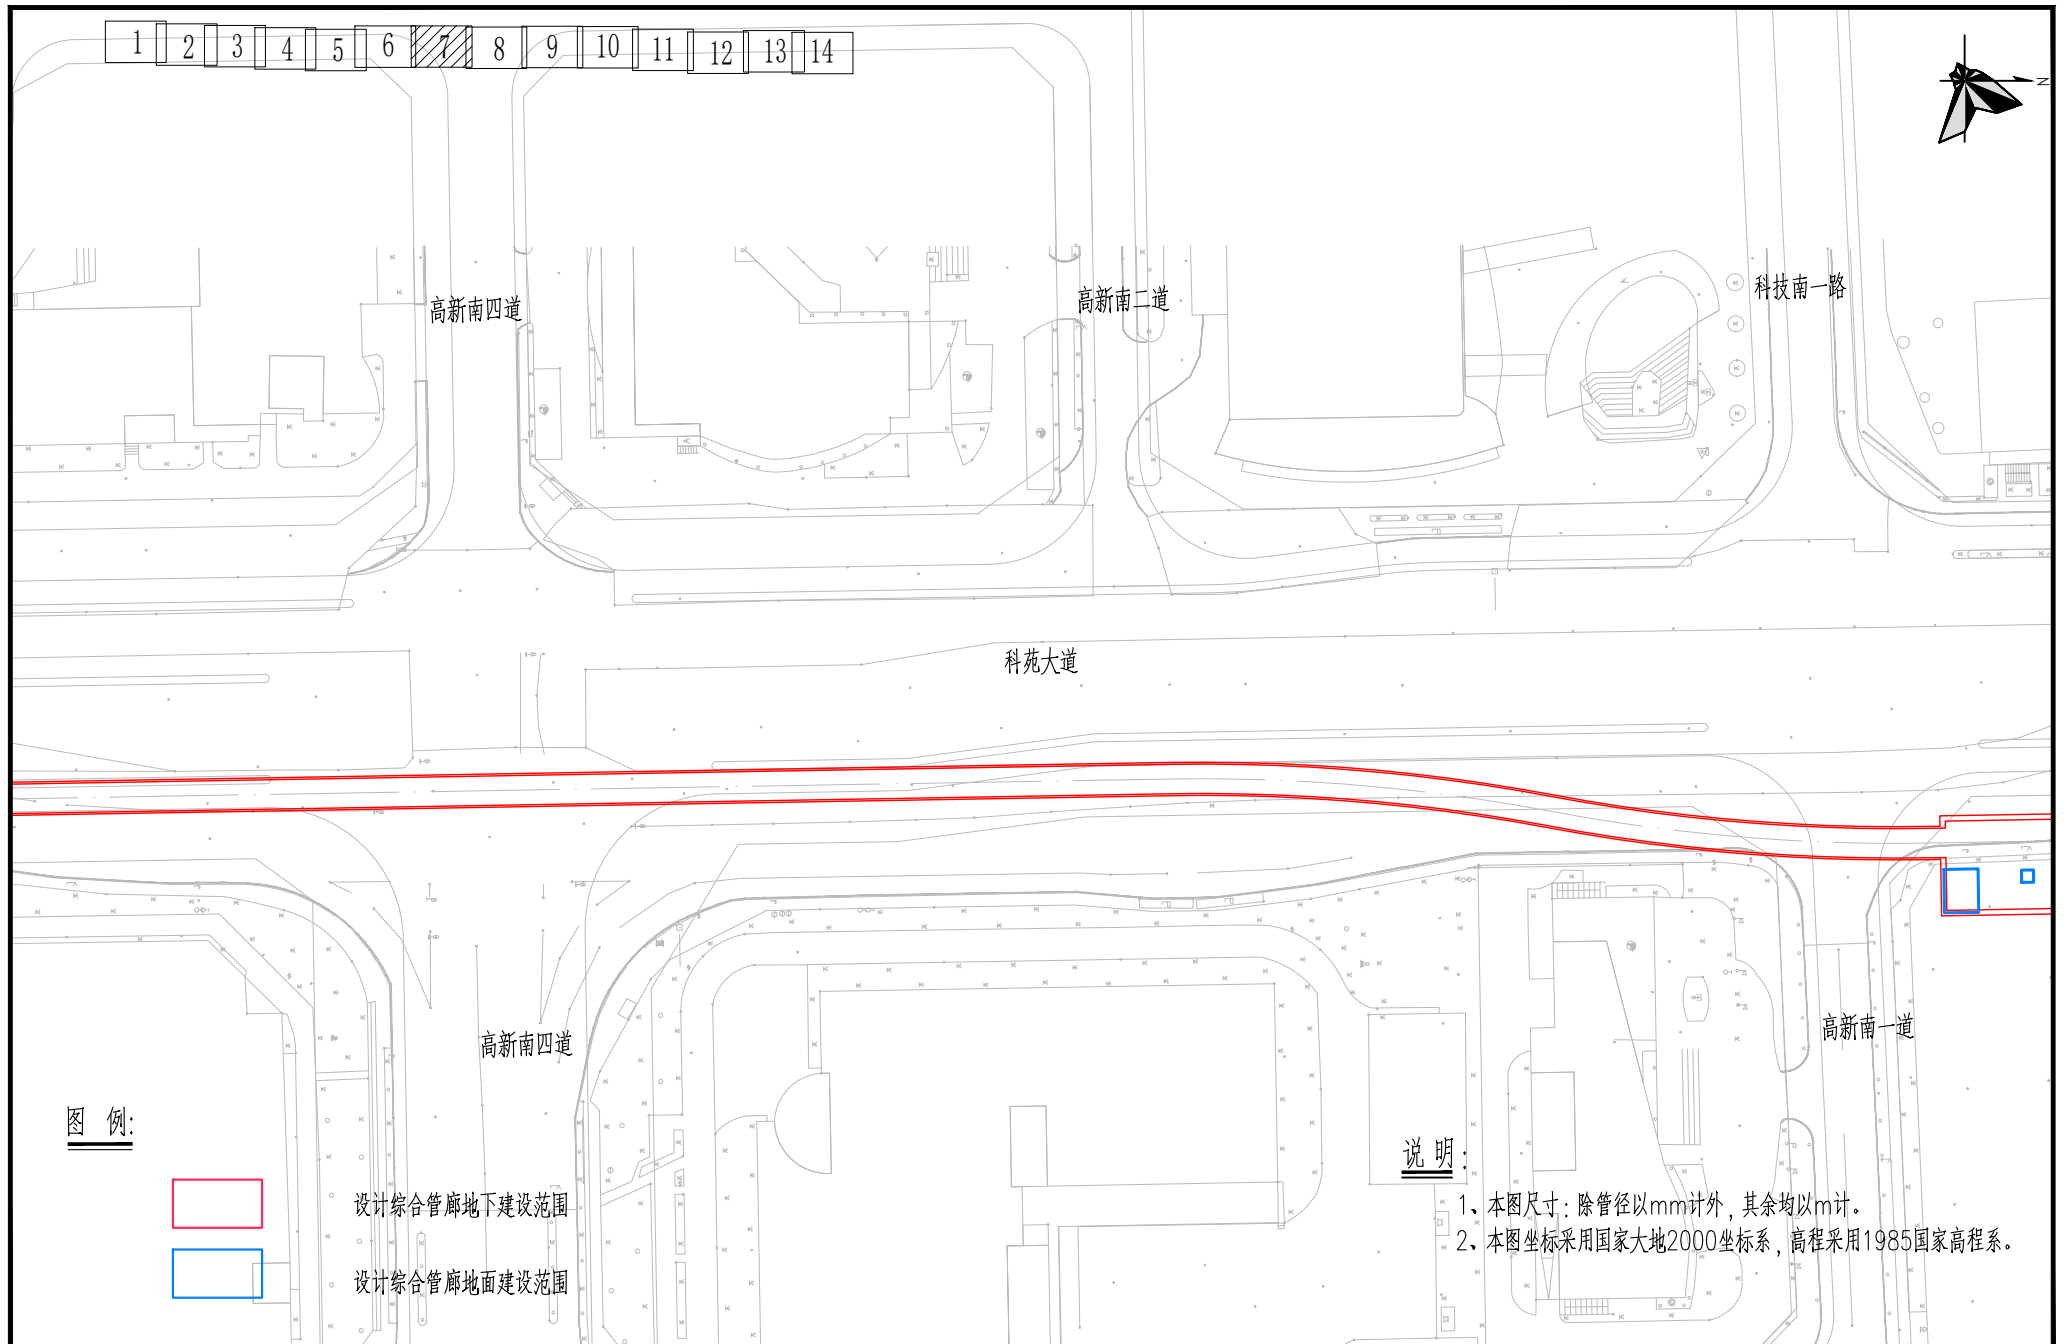 1 2 3 4 5 6 7 8 9 10 11 12 13 14
N
科技南一路
高新南二道
高新南四道
科苑大道
高新南一道
高新南四道
图 例:
设计综合管廊地下建设范围
设计综合管廊地面建设范围
说 明:
1、本图尺寸:除管径以mm计外,其余均以m计。
2、本图坐标采用国家大地2000坐标系,高程采用1985国家高程系。